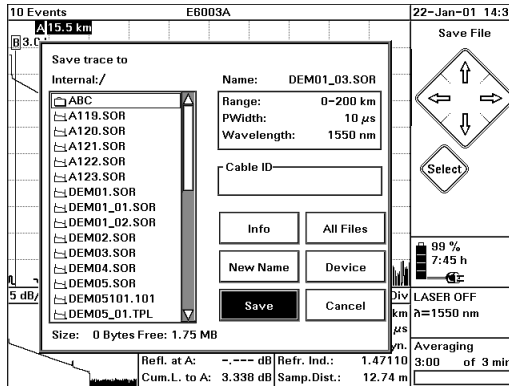 10 Events
E6003A
22-Jan-01 14:3
A 15.5 km
B 3.0
Save File
Save trace to
Internal:/
Name: DEM01_03.SOR
ABC
A119.SOR
A120.SOR
A121.SOR
A122.SOR
A123.SOR
DEM01.SOR
DEM01_01.SOR
DEM01_02.SOR
DEM02.SOR
DEM03.SOR
DEM04.SOR
DEM05.SOR
DEM05101.101
DEM05_01.TPL
Range: 0-200 km
PWidth: 10 µs
Wavelength: 1550 nm
Cable ID
Info
All Files
New Name
Device
Save
Cancel
Size: 0 Bytes Free: 1.75 MB
Select
99 %
7:45 h
5 dB/
Div
km
µs
yn.
LASER OFF
λ=1550 nm
Averaging
3:00 of 3 min
Refl. at A: -.--- dB
Refr. Ind.: 1.47110
Cum.L. to A: 3.338 dB
Samp.Dist.: 12.74 m